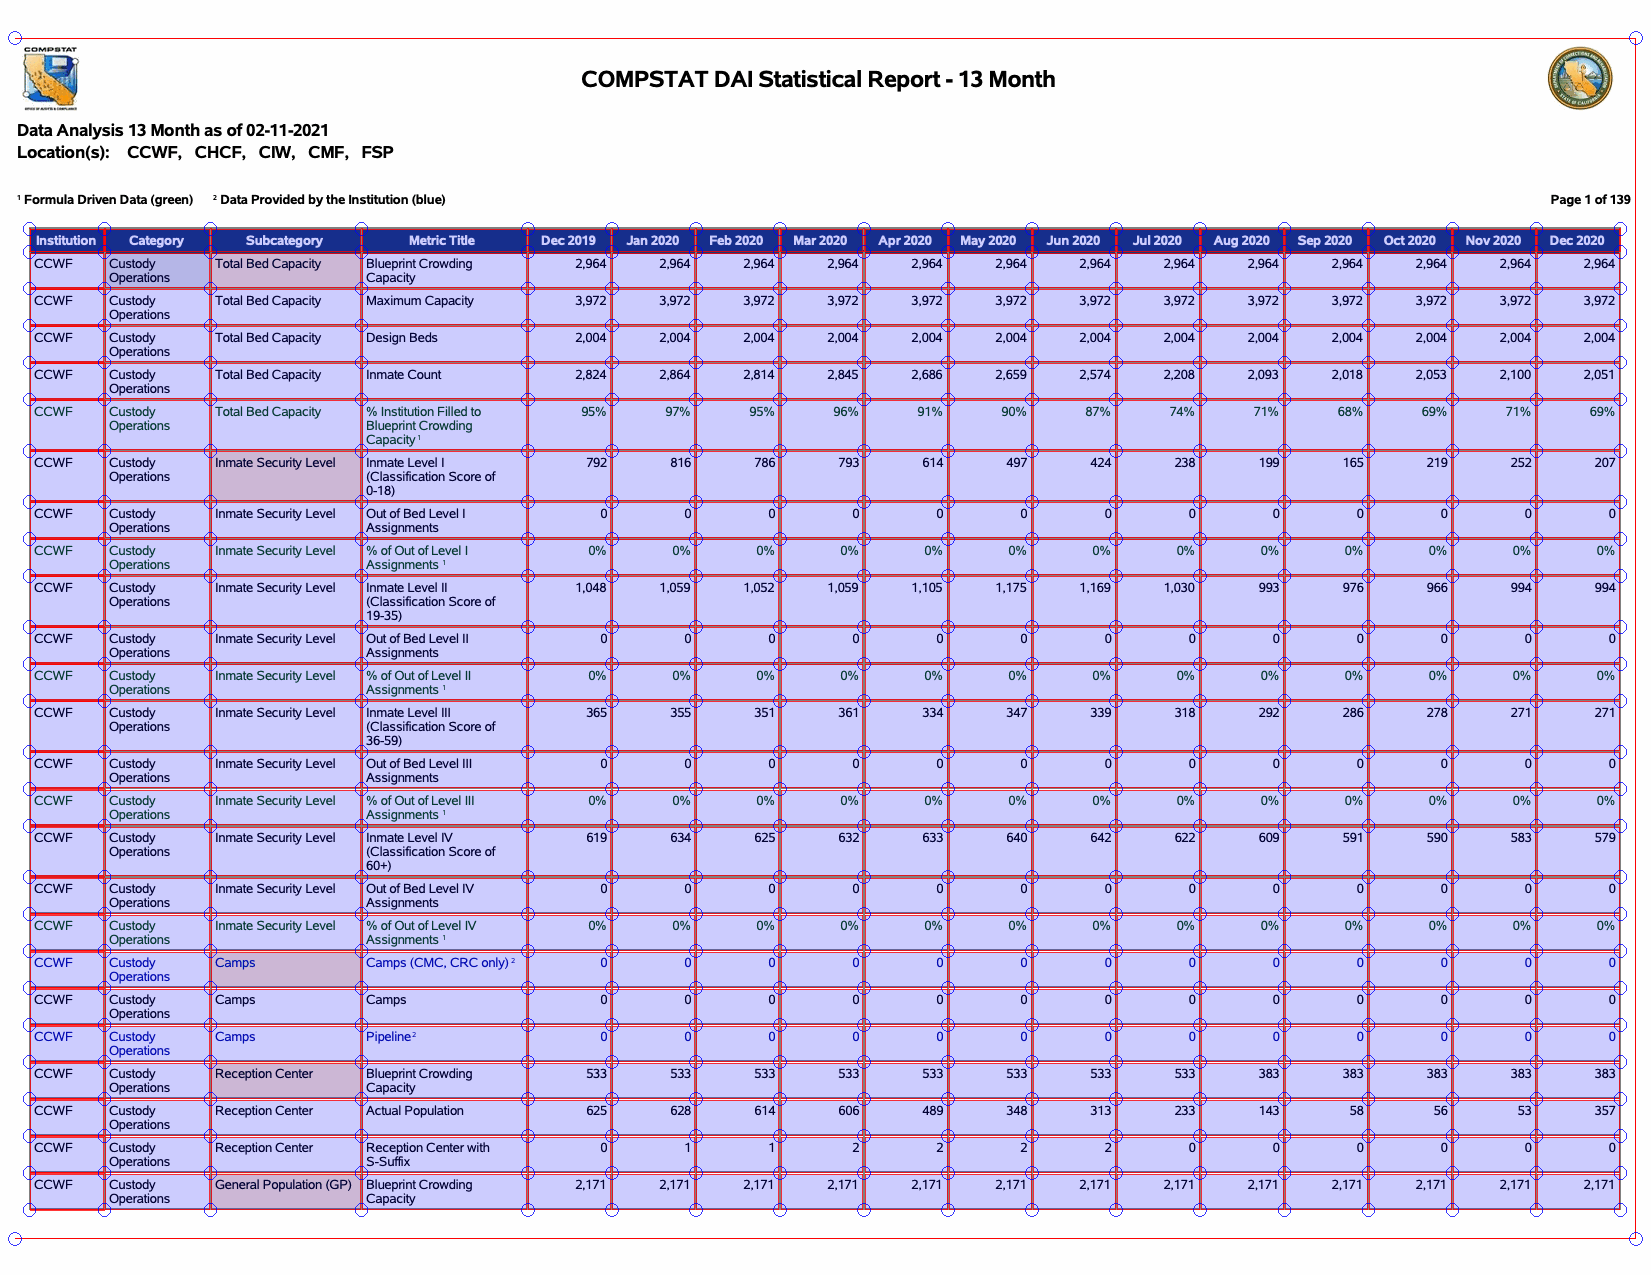 COMPSTAT
COMPSTAT DAI Statistical Report - 13 Month
Data Analysis 13 Month as of 02-11-2021
Location(s): CCWF, CHCF, CIW, CMF, FSP
¹ Formula Driven Data (green) ² Data Provided by the Institution (blue) Page 1 of 139
Institution Category Subcategory Metric Title Dec 2019 Jan 2020 Feb 2020 Mar 2020 Apr 2020 May 2020 Jun 2020 Jul 2020 Aug 2020 Sep 2020 Oct 2020 Nov 2020 Dec 2020
CCWF Custody Total Bed Capacity Blueprint Crowding 2,964 2,964 2,964 2,964 2,964 2,964 2,964 2,964 2,964 2,964 2,964 2,964 2,964
Operations Capacity
CCWF Custody Total Bed Capacity Maximum Capacity 3,972 3,972 3,972 3,972 3,972 3,972 3,972 3,972 3,972 3,972 3,972 3,972 3,972
Operations
CCWF Custody Total Bed Capacity Design Beds 2,004 2,004 2,004 2,004 2,004 2,004 2,004 2,004 2,004 2,004 2,004 2,004 2,004
Operations
CCWF Custody Total Bed Capacity Inmate Count 2,824 2,864 2,814 2,845 2,686 2,659 2,574 2,208 2,093 2,018 2,053 2,100 2,051
Operations
CCWF Custody Total Bed Capacity % Institution Filled to 95% 97% 95% 96% 91% 90% 87% 74% 71% 68% 69% 71% 69%
Operations Blueprint Crowding
Capacity ¹
CCWF Custody Inmate Security Level Inmate Level I 792 816 786 793 614 497 424 238 199 165 219 252 207
Operations (Classification Score of
0-18)
CCWF Custody Inmate Security Level Out of Bed Level I 0 0 0 0 0 0 0 0 0 0 0 0 0
Operations Assignments
CCWF Custody Inmate Security Level % of Out of Level I 0% 0% 0% 0% 0% 0% 0% 0% 0% 0% 0% 0% 0%
Operations Assignments ¹
CCWF Custody Inmate Security Level Inmate Level II 1,048 1,059 1,052 1,059 1,105 1,175 1,169 1,030 993 976 966 994 994
Operations (Classification Score of
19-35)
CCWF Custody Inmate Security Level Out of Bed Level II 0 0 0 0 0 0 0 0 0 0 0 0 0
Operations Assignments
CCWF Custody Inmate Security Level % of Out of Level II 0% 0% 0% 0% 0% 0% 0% 0% 0% 0% 0% 0% 0%
Operations Assignments ¹
CCWF Custody Inmate Security Level Inmate Level III 365 355 351 361 334 347 339 318 292 286 278 271 271
Operations (Classification Score of
36-59)
CCWF Custody Inmate Security Level Out of Bed Level III 0 0 0 0 0 0 0 0 0 0 0 0 0
Operations Assignments
CCWF Custody Inmate Security Level % of Out of Level III 0% 0% 0% 0% 0% 0% 0% 0% 0% 0% 0% 0% 0%
Operations Assignments ¹
CCWF Custody Inmate Security Level Inmate Level IV 619 634 625 632 633 640 642 622 609 591 590 583 579
Operations (Classification Score of
60+)
CCWF Custody Inmate Security Level Out of Bed Level IV 0 0 0 0 0 0 0 0 0 0 0 0 0
Operations Assignments
CCWF Custody Inmate Security Level % of Out of Level IV 0% 0% 0% 0% 0% 0% 0% 0% 0% 0% 0% 0% 0%
Operations Assignments ¹
CCWF Custody Camps Camps (CMC, CRC only) ² 0 0 0 0 0 0 0 0 0 0 0 0 0
Operations
CCWF Custody Camps Camps 0 0 0 0 0 0 0 0 0 0 0 0 0
Operations
CCWF Custody Camps Pipeline ² 0 0 0 0 0 0 0 0 0 0 0 0 0
Operations
CCWF Custody Reception Center Blueprint Crowding 533 533 533 533 533 533 533 533 383 383 383 383 383
Operations Capacity
CCWF Custody Reception Center Actual Population 625 628 614 606 489 348 313 233 143 58 56 53 357
Operations
CCWF Custody Reception Center Reception Center with 0 1 1 2 2 2 2 0 0 0 0 0 0
Operations S-Suffix
CCWF Custody General Population (GP) Blueprint Crowding 2,171 2,171 2,171 2,171 2,171 2,171 2,171 2,171 2,171 2,171 2,171 2,171 2,171
Operations Capacity